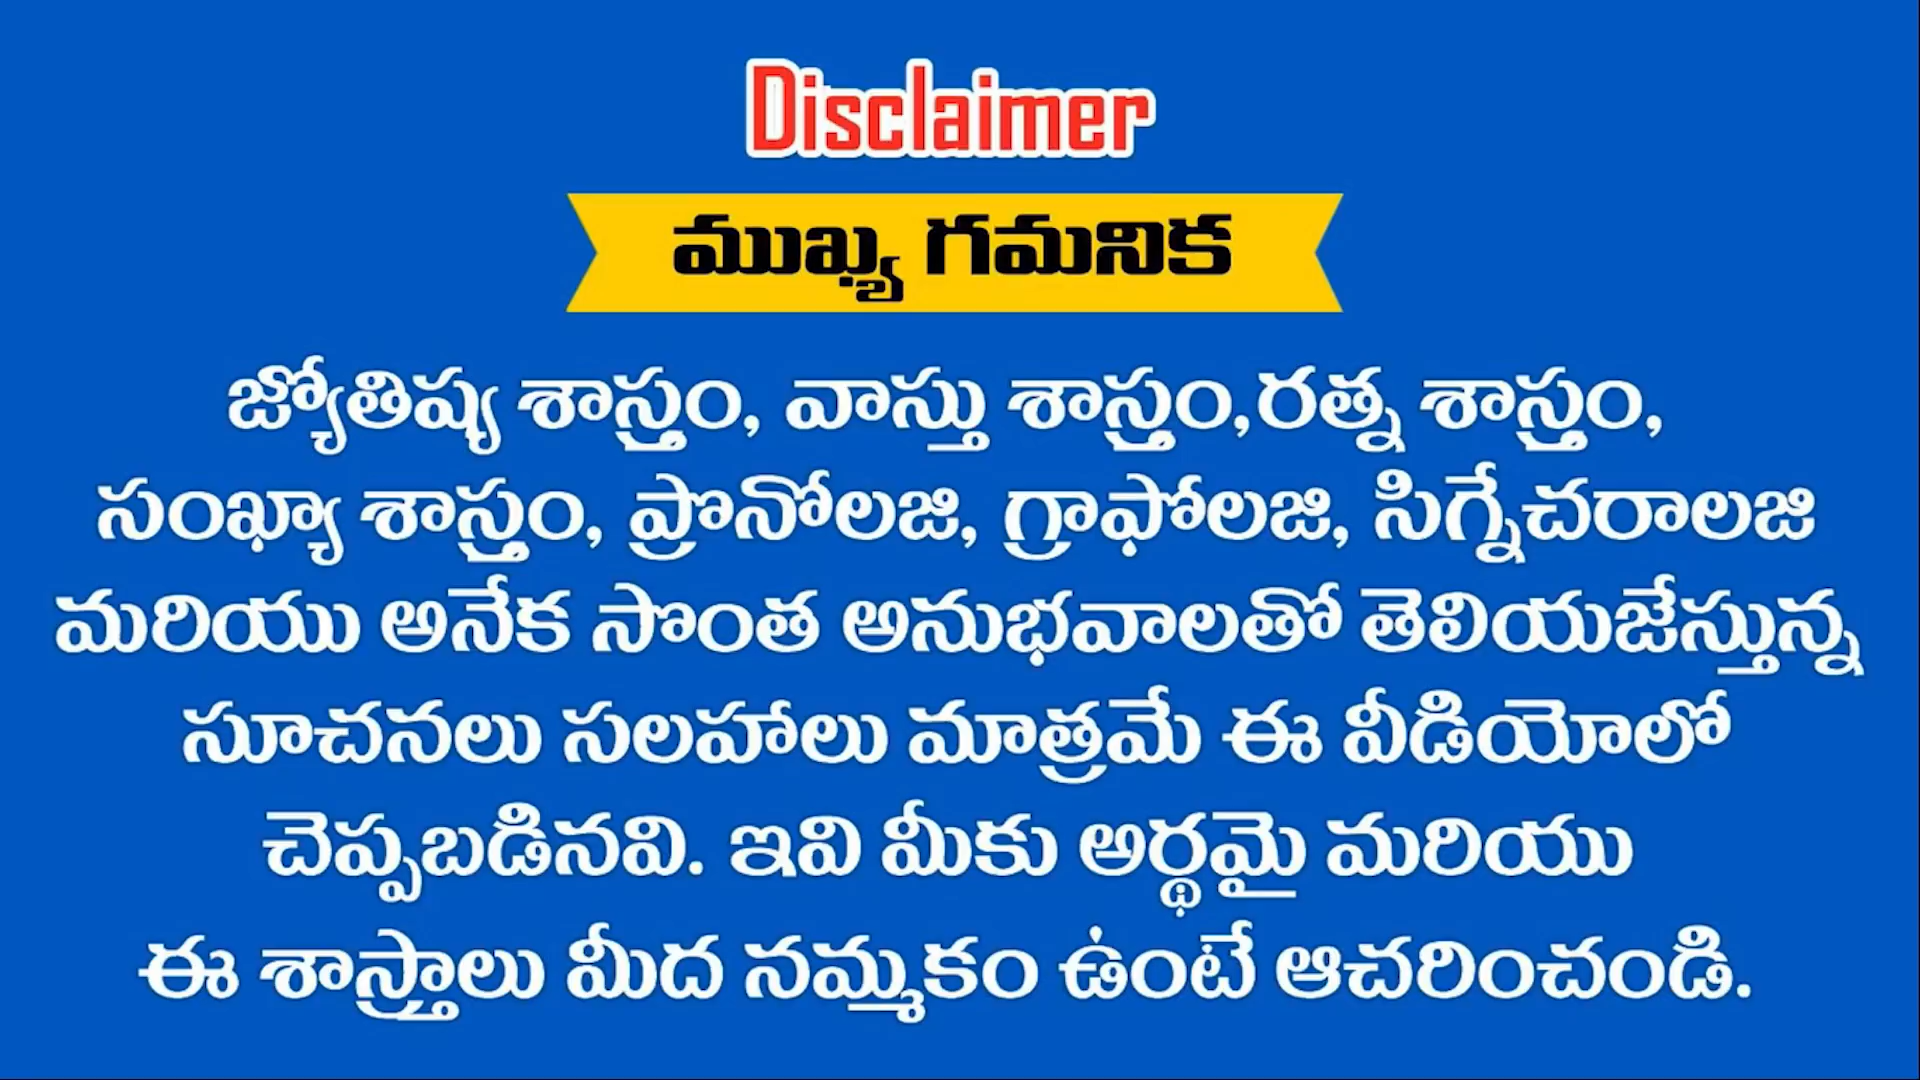 Disclaimer
ముఖ్య గమనిక
జ్యోతిష్య శాస్త్రం, వాస్తు శాస్త్రం,రత్న శాస్త్రం,
సంఖ్యా శాస్త్రం, ప్రొనోలజి, గ్రాఫోలజి, సిగ్నేచరాలజి
మరియు అనేక సొంత అనుభవాలతో తెలియజేస్తున్న
సూచనలు సలహాలు మాత్రమే ఈ వీడియోలో
చెప్పబడినవి. ఇవి మీకు అర్థమై మరియు
ఈ శాస్త్రాలు మీద నమ్మకం ఉంటే ఆచరించండి.